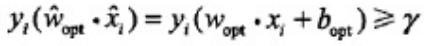 y_i(ŵ_opt • x̂_i) = y_i(w_opt • x_i + b_opt) ⩾ γ